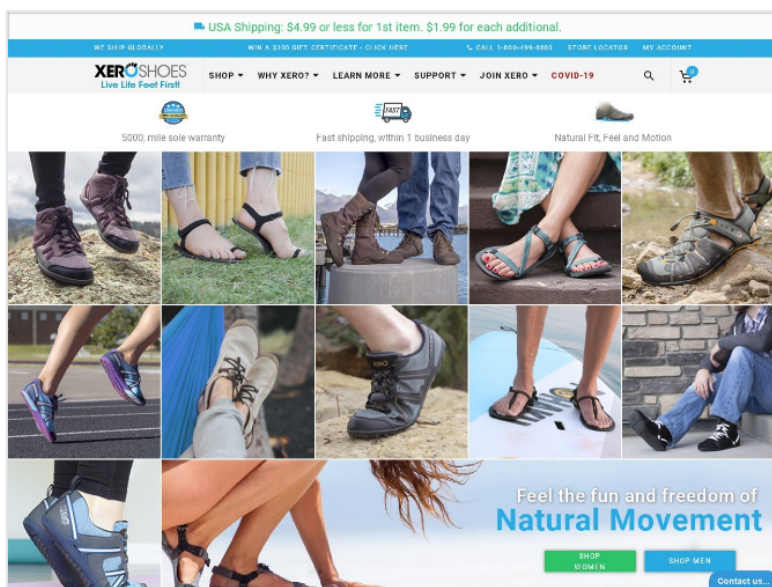 USA Shipping: $4.99 or less for 1st item. $1.99 for each additional.
WE SHIP GLOBALLY WIN A $100 GIFT CERTIFICATE - CLICK HERE CALL 1-800-499-8080 STORE LOCATOR MY ACCOUNT
XEROSHOES
Live Life Feet First!
SHOP WHY XERO? LEARN MORE SUPPORT JOIN XERO COVID-19 0
5000, mile sole warranty
FAST
Fast shipping, within 1 business day
Natural Fit, Feel and Motion
XERO
Feel the fun and freedom of
Natural Movement
SHOP
WOMEN
SHOP MEN
Contact us...